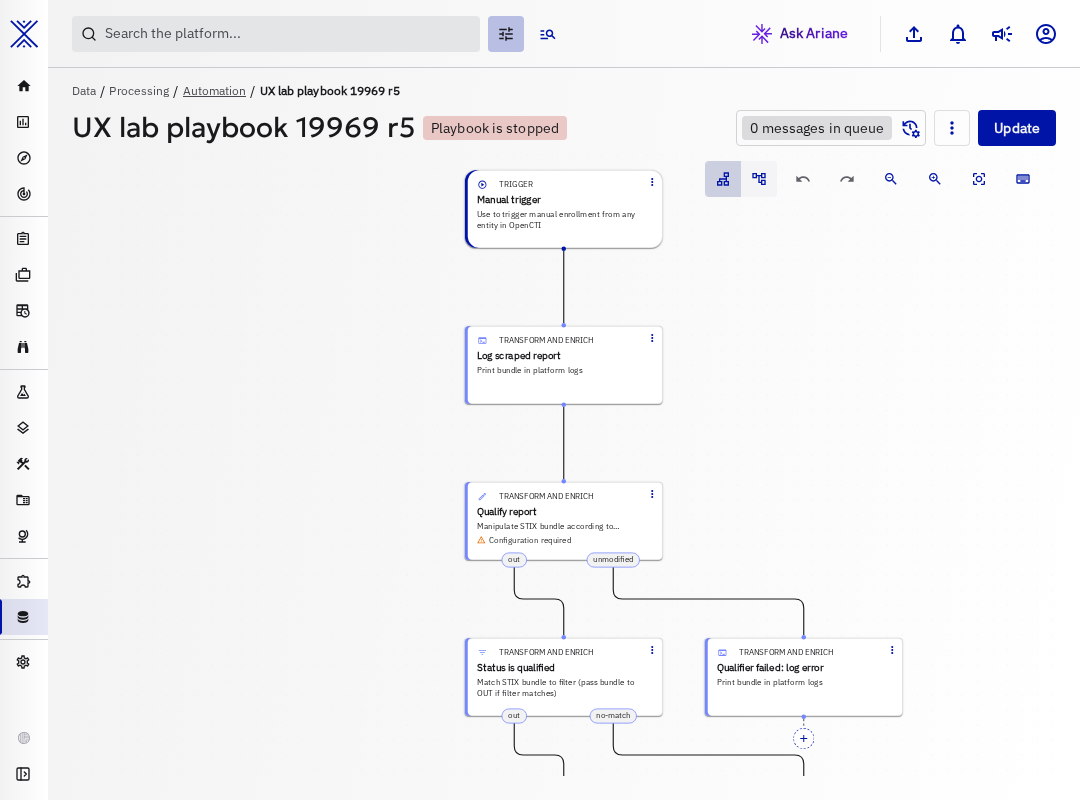 Search the platform...
Ask Ariane
Data / Processing / Automation / UX lab playbook 19969 r5
UX lab playbook 19969 r5
Playbook is stopped
0 messages in queue
Update
TRIGGER
Manual trigger
Use to trigger manual enrollment from any
entity in OpenCTI
TRANSFORM AND ENRICH
Log scraped report
Print bundle in platform logs
TRANSFORM AND ENRICH
Qualify report
Manipulate STIX bundle according to...
Configuration required
out
unmodified
TRANSFORM AND ENRICH
Status is qualified
Match STIX bundle to filter (pass bundle to
OUT if filter matches)
out
no-match
TRANSFORM AND ENRICH
Qualifier failed: log error
Print bundle in platform logs